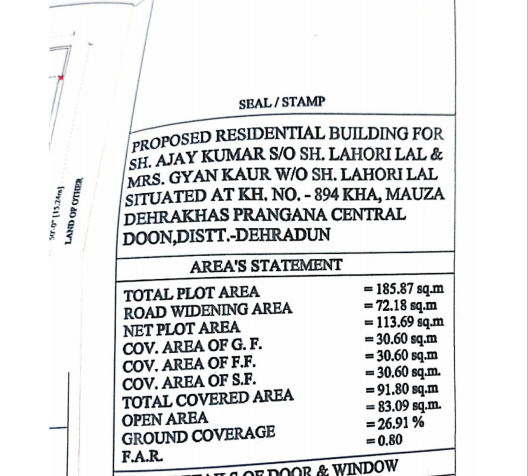 SEAL / STAMP
PROPOSED RESIDENTIAL BUILDING FOR
SH. AJAY KUMAR S/O SH. LAHORI LAL &
MRS. GYAN KAUR W/O SH. LAHORI LAL
SITUATED AT KH. NO. - 894 KHA, MAUZA
DEHRAKHAS PRANGANA CENTRAL
DOON,DISTT.-DEHRADUN
AREA'S STATEMENT
TOTAL PLOT AREA = 185.87 sq.m
ROAD WIDENING AREA = 72.18 sq.m
NET PLOT AREA = 113.69 sq.m
COV. AREA OF G. F. = 30.60 sq.m
COV. AREA OF F.F. = 30.60 sq.m
COV. AREA OF S.F. = 30.60 sq.m.
TOTAL COVERED AREA = 91.80 sq.m
OPEN AREA = 83.09 sq.m.
GROUND COVERAGE = 26.91 %
F.A.R. = 0.80
OF DOOR & WINDOW
50'-0" [15.24m]
LAND OF OTHER